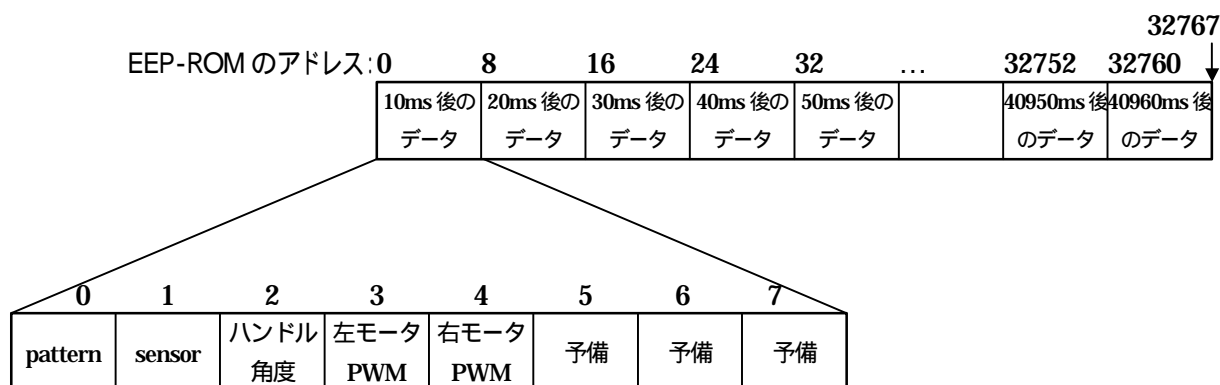 32767
EEP-ROM のアドレス:0 8 16 24 32 … 32752 32760
10ms 後の 20ms 後の 30ms 後の 40ms 後の 50ms 後の 40950ms 後 40960ms 後
データ データ データ データ データ のデータ のデータ
0 1 2 3 4 5 6 7
pattern sensor ハンドル 左モータ 右モータ 予備 予備 予備
角度 PWM PWM